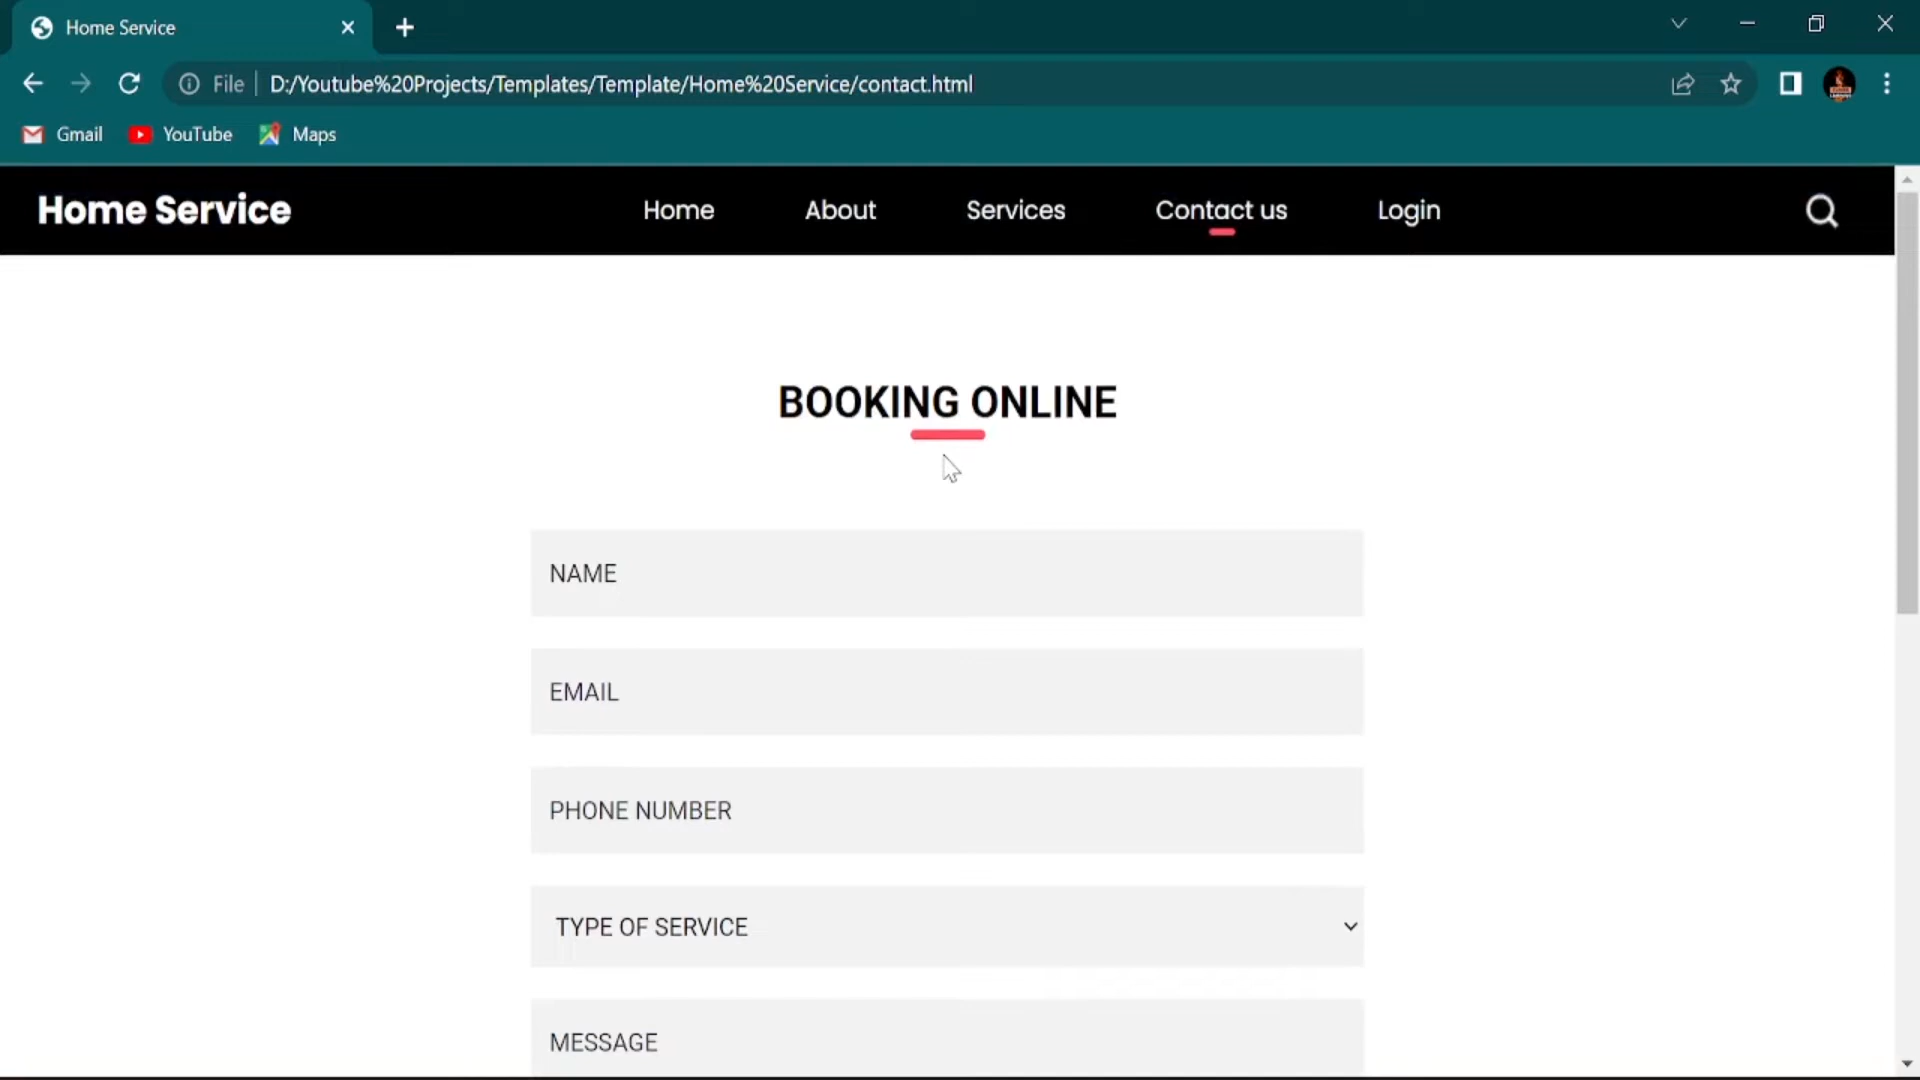 Home Service
File D:/Youtube%20Projects/Templates/Template/Home%20Service/contact.html
Gmail YouTube Maps
Home Service Home About Services Contact us Login
BOOKING ONLINE
NAME
EMAIL
PHONE NUMBER
TYPE OF SERVICE
MESSAGE